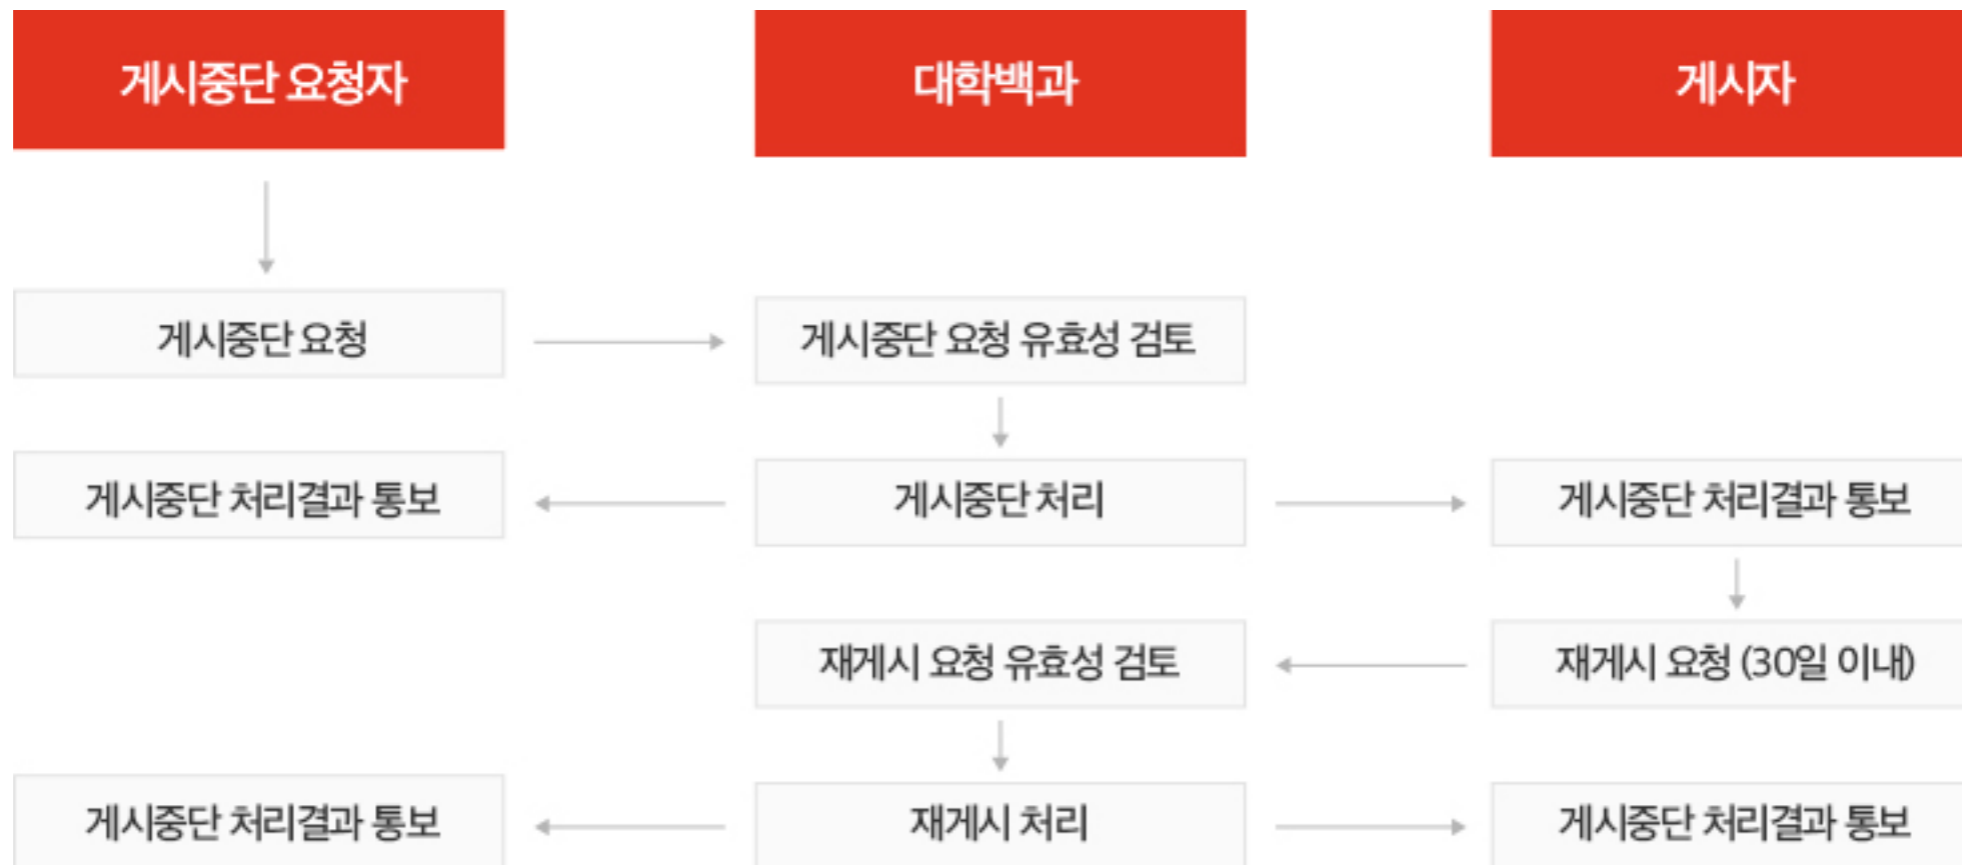 게시중단 요청자
대학백과
게시자
게시중단 요청
게시중단 요청 유효성 검토
게시중단 처리결과 통보
게시중단 처리
게시중단 처리결과 통보
재게시 요청 유효성 검토
재게시 요청 (30일 이내)
게시중단 처리결과 통보
재게시 처리
게시중단 처리결과 통보